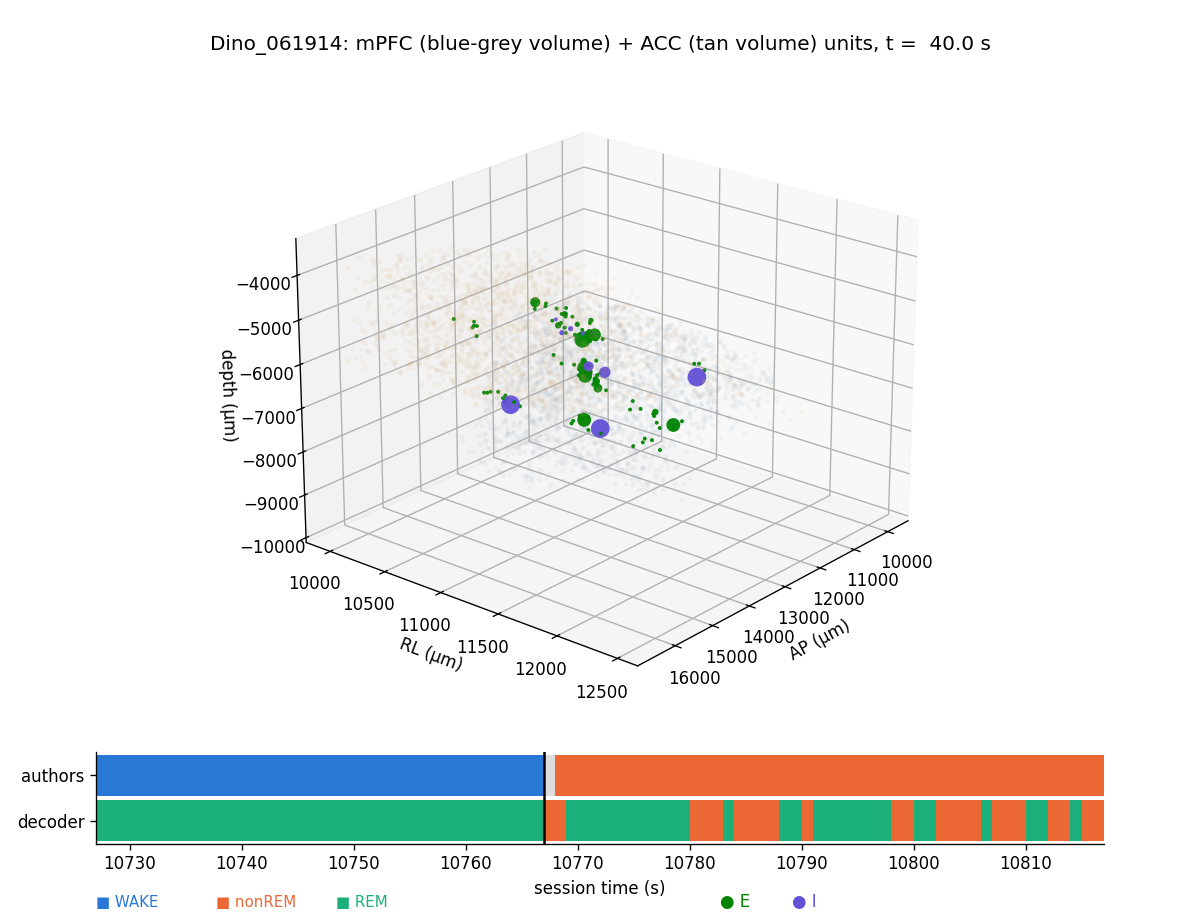 Dino_061914: mPFC (blue-grey volume) + ACC (tan volume) units, t =  40.0 s
−4000
−5000
−6000
−7000
−8000
−9000
−10000
depth (µm)
10000
10500
11000
11500
12000
12500
RL (µm)
10000
11000
12000
13000
14000
15000
16000
AP (µm)
authors
decoder
10730 10740 10750 10760 10770 10780 10790 10800 10810
session time (s)
WAKE nonREM REM E I